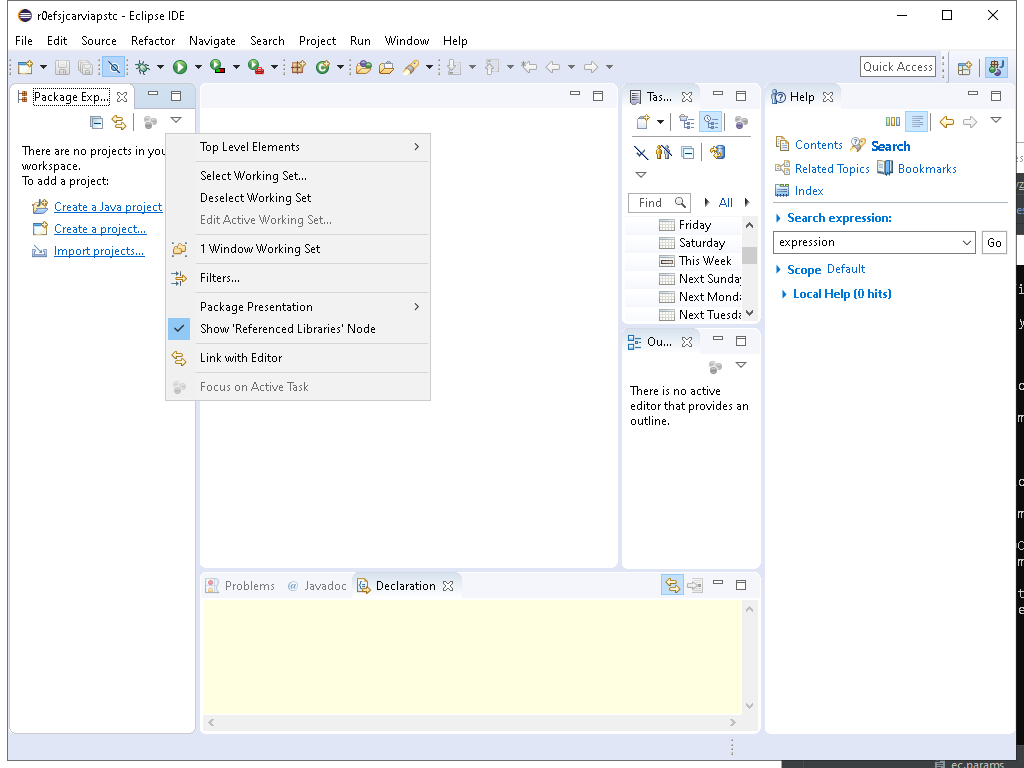 r0efsjcarviapstc - Eclipse IDE
File Edit Source Refactor Navigate Search Project Run Window Help
Quick Access
Package Exp...
There are no projects in you
workspace.
To add a project:
Create a Java project
Create a project...
Import projects...
Top Level Elements
Select Working Set...
Deselect Working Set
Edit Active Working Set...
1 Window Working Set
Filters...
Package Presentation
Show 'Referenced Libraries' Node
Link with Editor
Focus on Active Task
Tas...
Find All
Friday
Saturday
This Week
Next Sunday
Next Monda
Next Tuesda
Ou...
There is no active
editor that provides an
outline.
Help
Contents Search
Related Topics Bookmarks
Index
Search expression:
expression Go
Scope Default
Local Help (0 hits)
Problems @ Javadoc Declaration
ec.params